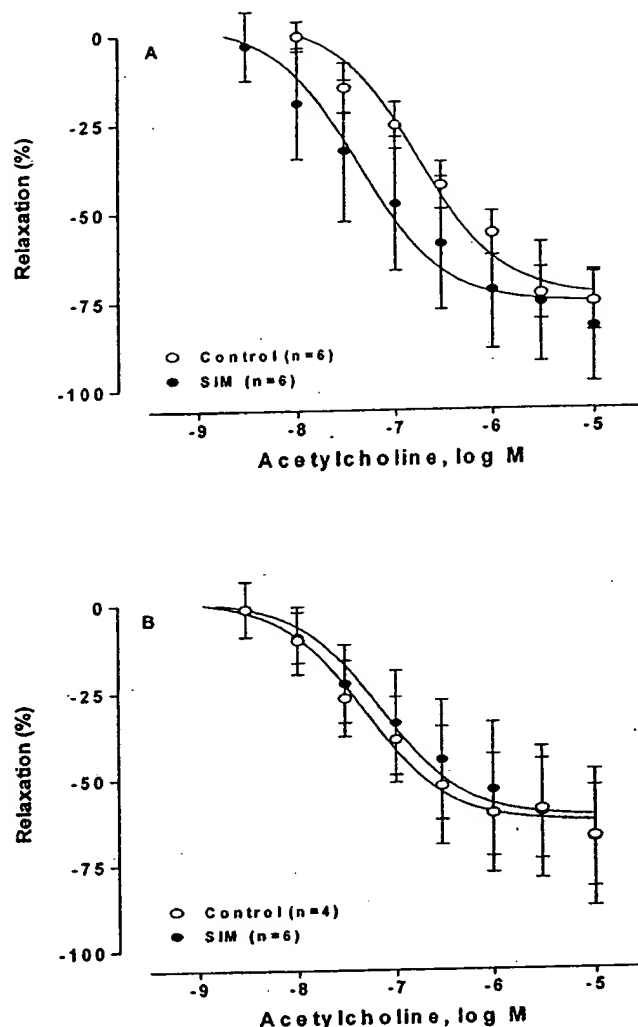 A
0
-25
-50
-75
-100
Relaxation (%)
Control (n=6)
SIM (n=6)
-9 -8 -7 -6 -5
Acetylcholine, log M
B
0
-25
-50
-75
-100
Relaxation (%)
Control (n=4)
SIM (n=6)
-9 -8 -7 -6 -5
Acetylcholine, log M